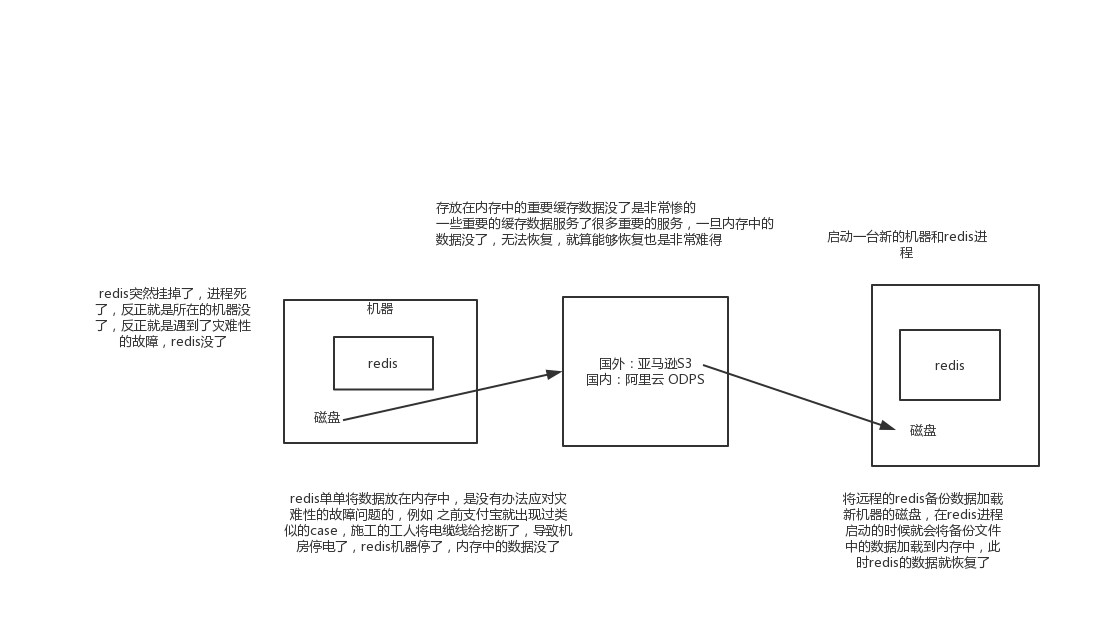 存放在内存中的重要缓存数据没了是非常惨的
一些重要的缓存数据服务了很多重要的服务，一旦内存中的
数据没了，无法恢复，就算能够恢复也是非常难得
启动一台新的机器和redis进
程
redis突然挂掉了，进程死
了，反正就是所在的机器没
了，反正就是遇到了灾难性
的故障，redis没了
机器
redis
磁盘
国外：亚马逊S3
国内：阿里云 ODPS
redis
磁盘
redis单单将数据放在内存中，是没有办法应对灾
难性的故障问题的，例如 之前支付宝就出现过类
似的case，施工的工人将电缆线给挖断了，导致机
房停电了，redis机器停了，内存中的数据没了
将远程的redis备份数据加载
新机器的磁盘，在redis进程
启动的时候就会将备份文件
中的数据加载到内存中，此
时redis的数据就恢复了